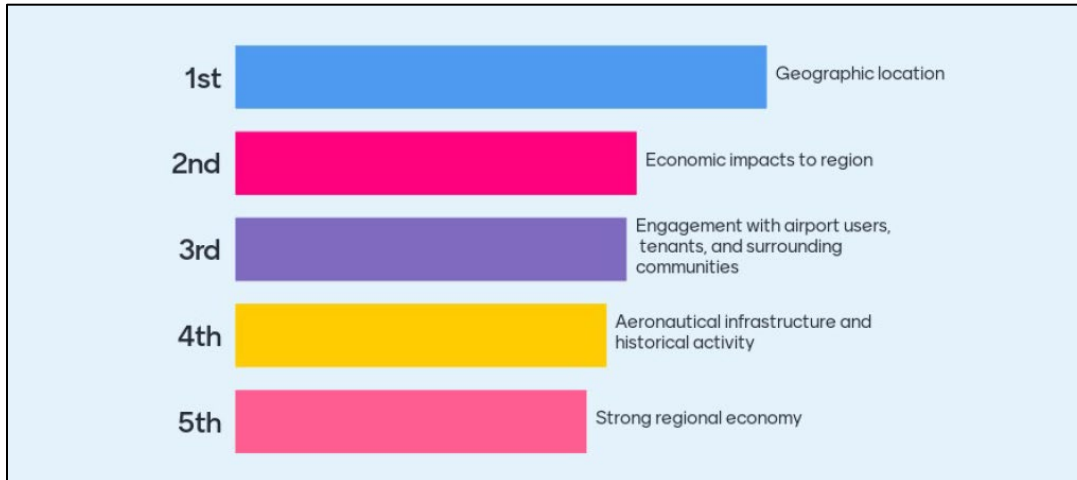 1st
Geographic location
2nd
Economic impacts to region
3rd
Engagement with airport users,
tenants, and surrounding
communities
4th
Aeronautical infrastructure and
historical activity
5th
Strong regional economy